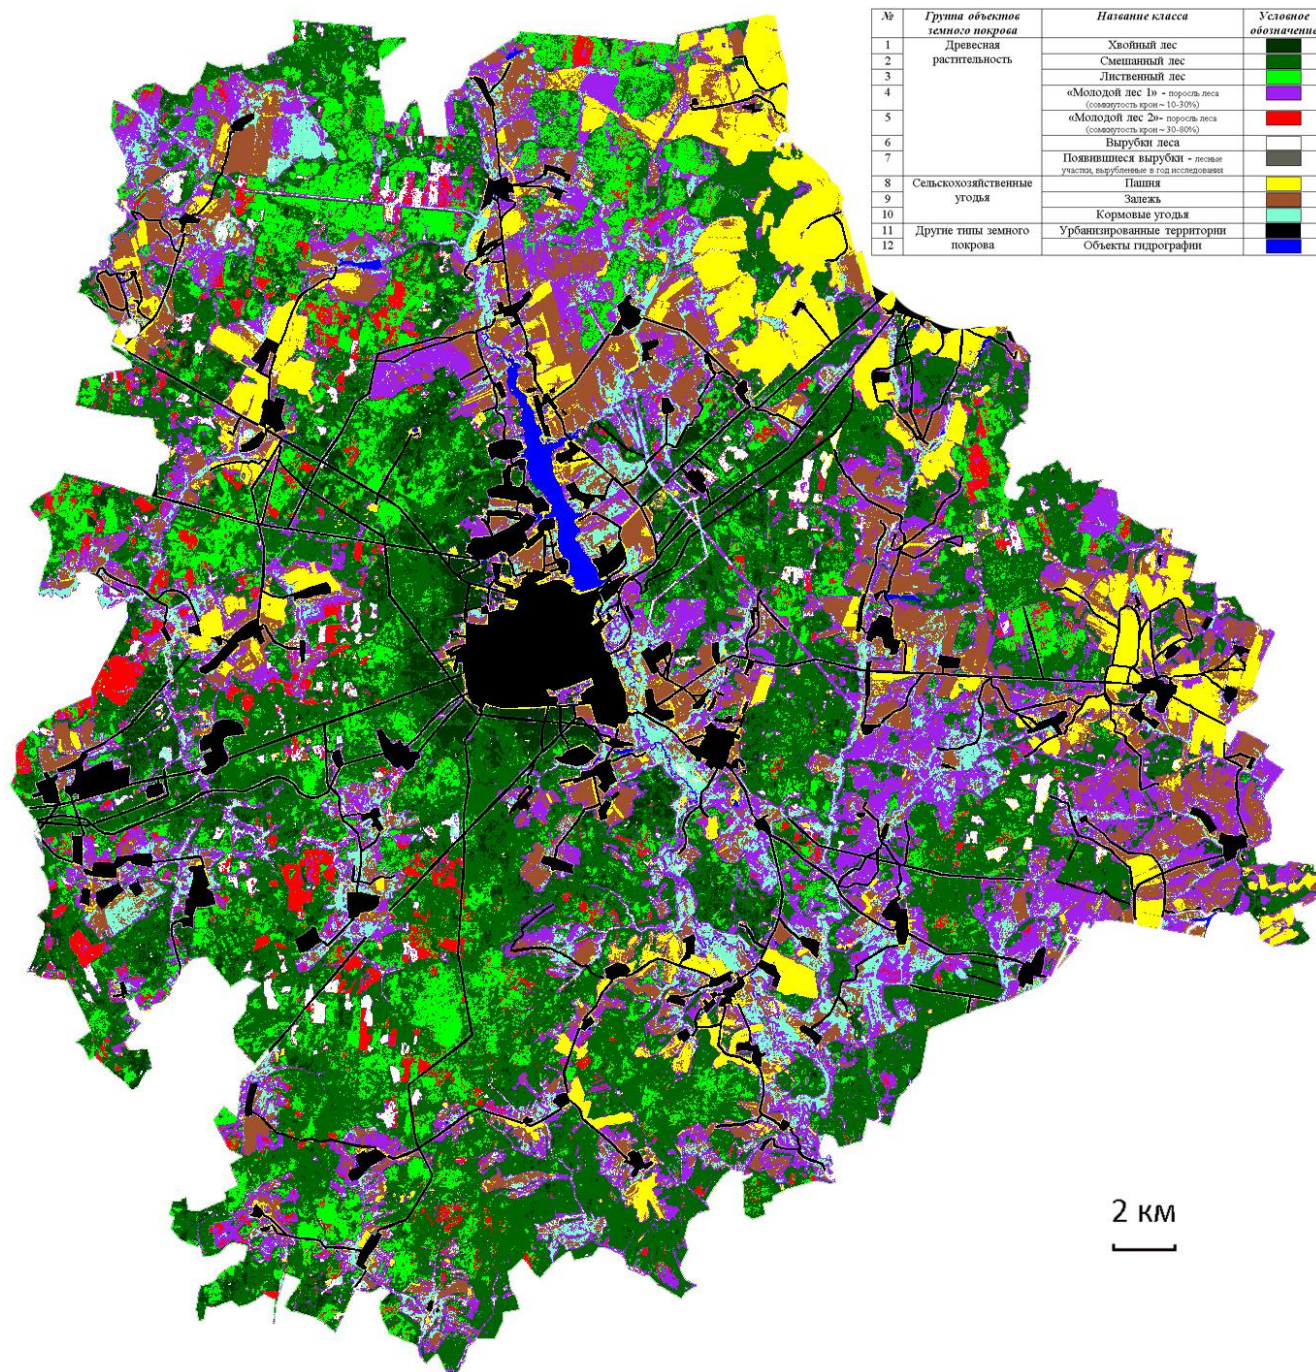 № Группа объектов земного покрова Название класса Условное обозначение
1 Древесная растительность Хвойный лес
2 Смешанный лес
3 Лиственный лес
4 «Молодой лес 1» - поросль леса
(сомкнутость крон ~ 10-30%)
5 «Молодой лес 2»- поросль леса
(сомкнутость крон ~ 30-80%)
6 Вырубки леса
7 Появившиеся вырубки - лесные
участки, вырубленные в год исследования
8 Сельскохозяйственные угодья Пашня
9 Залежь
10 Кормовые угодья
11 Другие типы земного покрова Урбанизированные территории
12 Объекты гидрографии
2 км